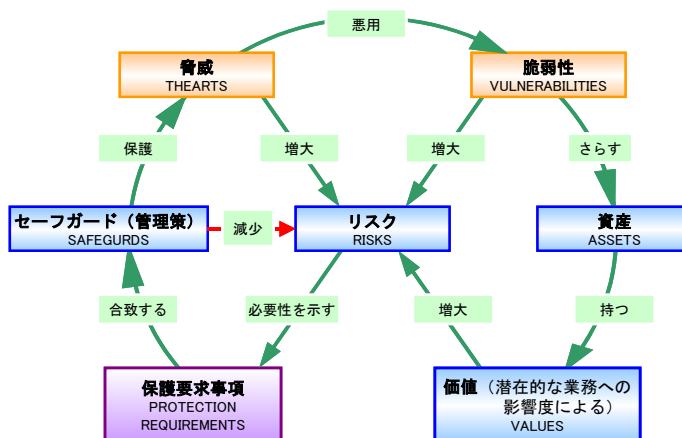 悪用
脅威
THEARTS
脆弱性
VULNERABILITIES
保護
増大
増大
さらす
セーフガード（管理策）
SAFEGURDS
減少
リスク
RISKS
資産
ASSETS
合致する
必要性を示す
増大
持つ
保護要求事項
PROTECTION
REQUIREMENTS
価値（潜在的な業務への
影響度による）
VALUES